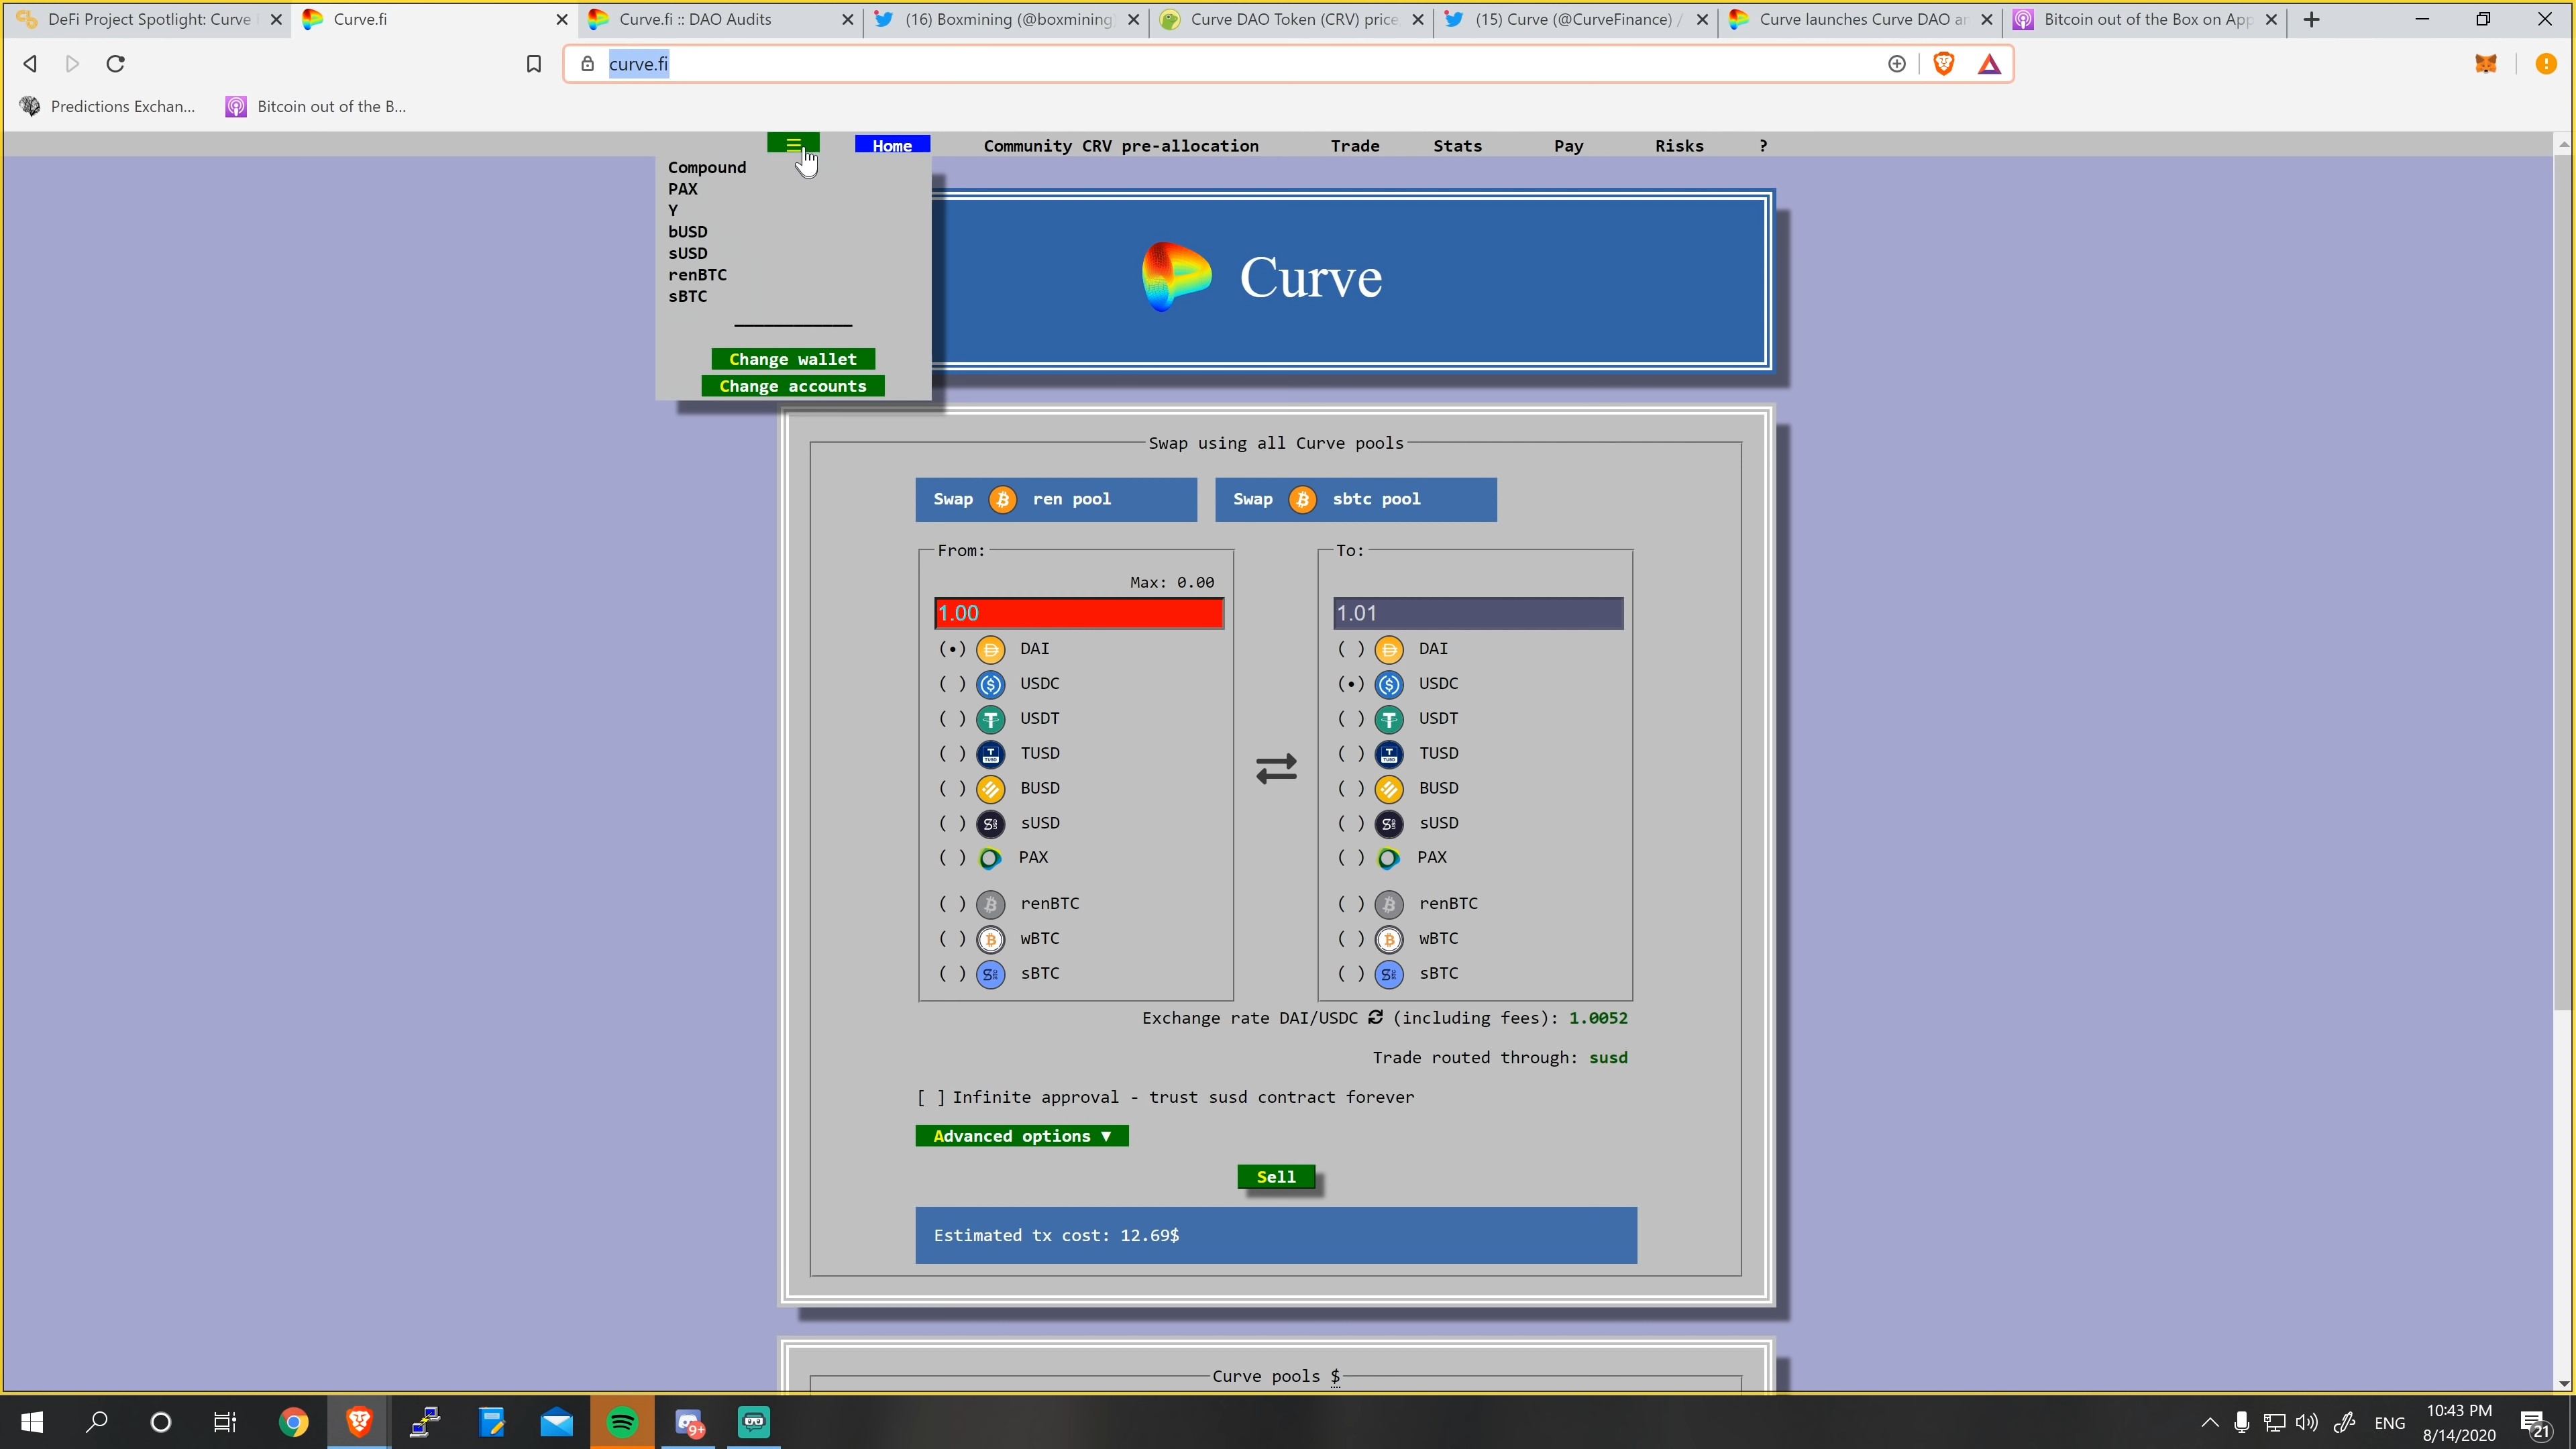 DeFi Project Spotlight: Curve
Curve.fi
Curve.fi :: DAO Audits
(16) Boxmining (@boxmining
Curve DAO Token (CRV) price,
(15) Curve (@CurveFinance) /
Curve launches Curve DAO an
Bitcoin out of the Box on App
curve.fi
Predictions Exchan...
Bitcoin out of the B...
Home
Community CRV pre-allocation
Trade
Stats
Pay
Risks
?
Compound
PAX
Y
bUSD
sUSD
renBTC
sBTC
Change wallet
Change accounts
Curve
Swap using all Curve pools
Swap ren pool
Swap sbtc pool
From:
Max: 0.00
1.00
(•) DAI
( ) USDC
( ) USDT
( ) TUSD
( ) BUSD
( ) sUSD
( ) PAX
( ) renBTC
( ) wBTC
( ) sBTC
To:
1.01
( ) DAI
(•) USDC
( ) USDT
( ) TUSD
( ) BUSD
( ) sUSD
( ) PAX
( ) renBTC
( ) wBTC
( ) sBTC
Exchange rate DAI/USDC (including fees): 1.0052
Trade routed through: susd
[ ] Infinite approval - trust susd contract forever
Advanced options ▼
Sell
Estimated tx cost: 12.69$
Curve pools $
9+
ENG
10:43 PM
8/14/2020
21